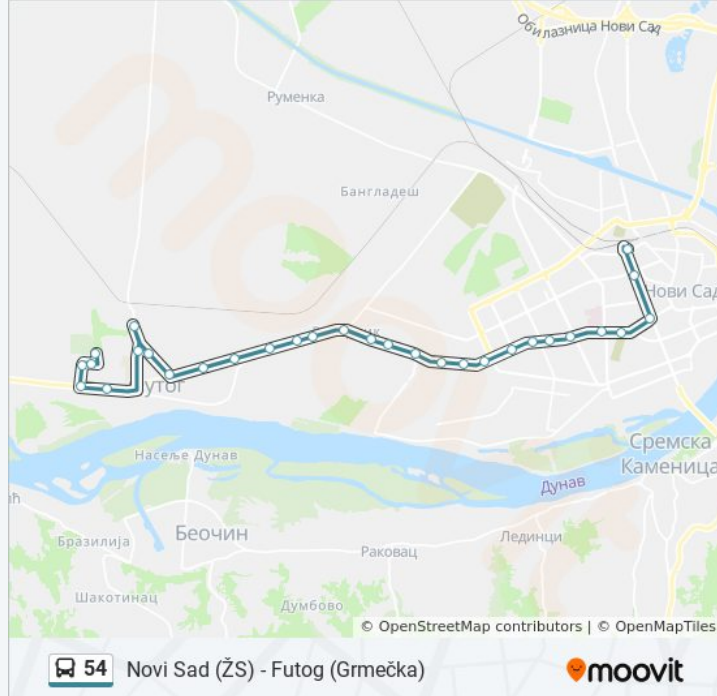 Обилазница Нови Сад
Руменка
Бангладеш
Нови Сад
Насеље Дунав
Сремска
Каменица
Дунав
Беочин
Бразилија
Раковац
Лединци
Шакотинац
Думбово
© OpenStreetMap contributors | © OpenMapTiles
54 Novi Sad (ŽS) - Futog (Grmečka)
moovit